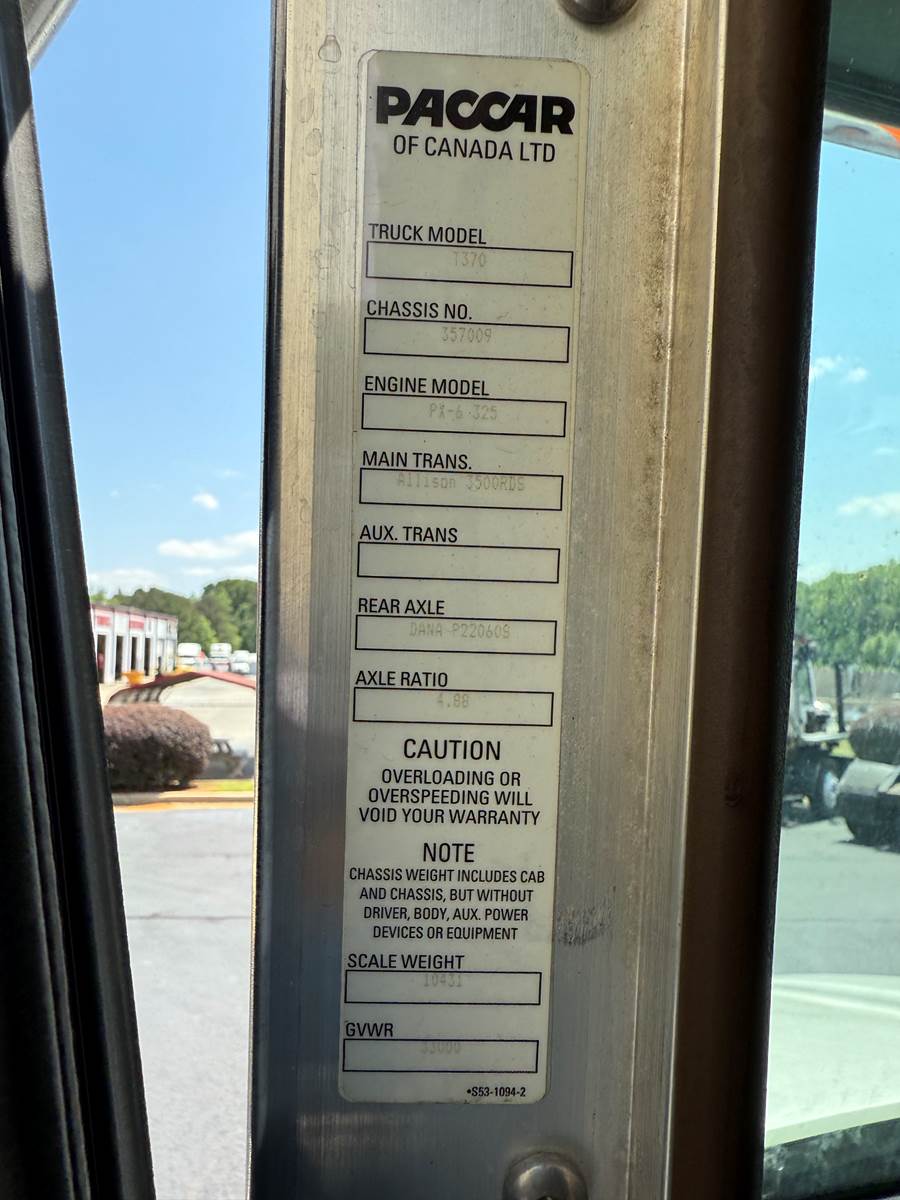 PACCAR
OF CANADA LTD
TRUCK MODEL
T370
CHASSIS NO.
357009
ENGINE MODEL
PX-6 325
MAIN TRANS.
Allison 3500RDS
AUX. TRANS
REAR AXLE
DANA P22060S
AXLE RATIO
4.88
CAUTION
OVERLOADING OR
OVERSPEEDING WILL
VOID YOUR WARRANTY
NOTE
CHASSIS WEIGHT INCLUDES CAB
AND CHASSIS, BUT WITHOUT
DRIVER, BODY, AUX. POWER
DEVICES OR EQUIPMENT
SCALE WEIGHT
10431
GVWR
33000
•S53-1094-2